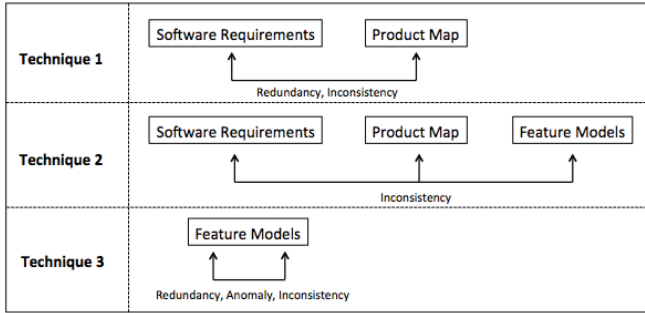 Software Requirements Product Map
Technique 1
Redundancy, Inconsistency
Software Requirements Product Map Feature Models
Technique 2
Inconsistency
Feature Models
Technique 3
Redundancy, Anomaly, Inconsistency